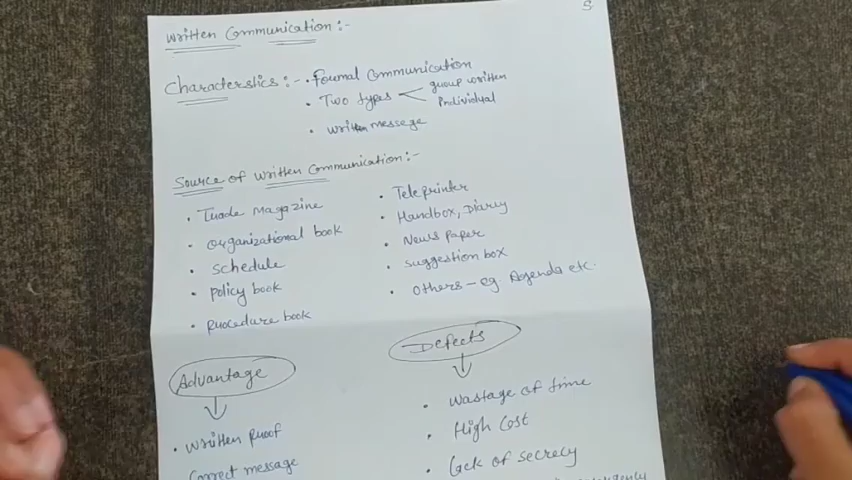 5
Written Communication :-
Characterstics :- • Formal Communication
• Two types group written
Individual
• written messege
Source of written Communication :-
• Trade Magazine
• organizational book
• schedule
• policy book
• procedure book
• Teleprinter
• Handbox, Diary
• News paper
• suggestion box
• others - eg Agenda etc.
Advantage
• Written proof
Correct message
Defects
• Wastage of time
• High Cost
• Lack of secrecy